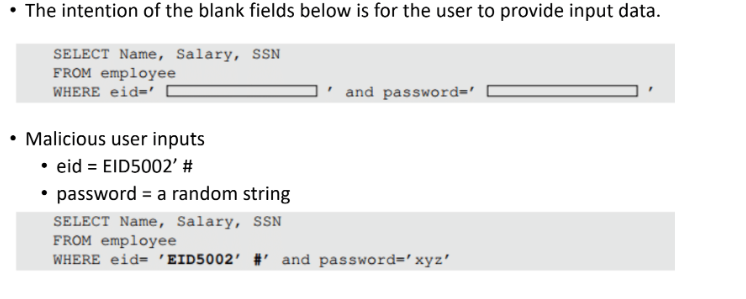 • The intention of the blank fields below is for the user to provide input data.
SELECT Name, Salary, SSN
FROM employee
WHERE eid=’ ’ and password=’ ’
• Malicious user inputs
• eid = EID5002’ #
• password = a random string
SELECT Name, Salary, SSN
FROM employee
WHERE eid= ’EID5002’ #’ and password=’xyz’